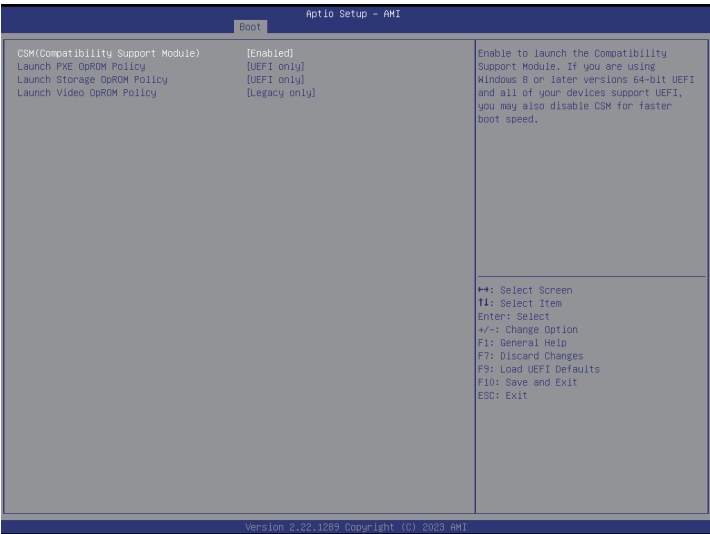 Aptio Setup – AMI
Boot
CSM(Compatibility Support Module) [Enabled]
Launch PXE OpROM Policy [UEFI only]
Launch Storage OpROM Policy [UEFI only]
Launch Video OpROM Policy [Legacy only]
Enable to launch the Compatibility
Support Module. If you are using
Windows 8 or later versions 64-bit UEFI
and all of your devices support UEFI,
you may also disable CSM for faster
boot speed.
↔: Select Screen
↑↓: Select Item
Enter: Select
+/-: Change Option
F1: General Help
F7: Discard Changes
F9: Load UEFI Defaults
F10: Save and Exit
ESC: Exit
Version 2.22.1289 Copyright (C) 2023 AMI